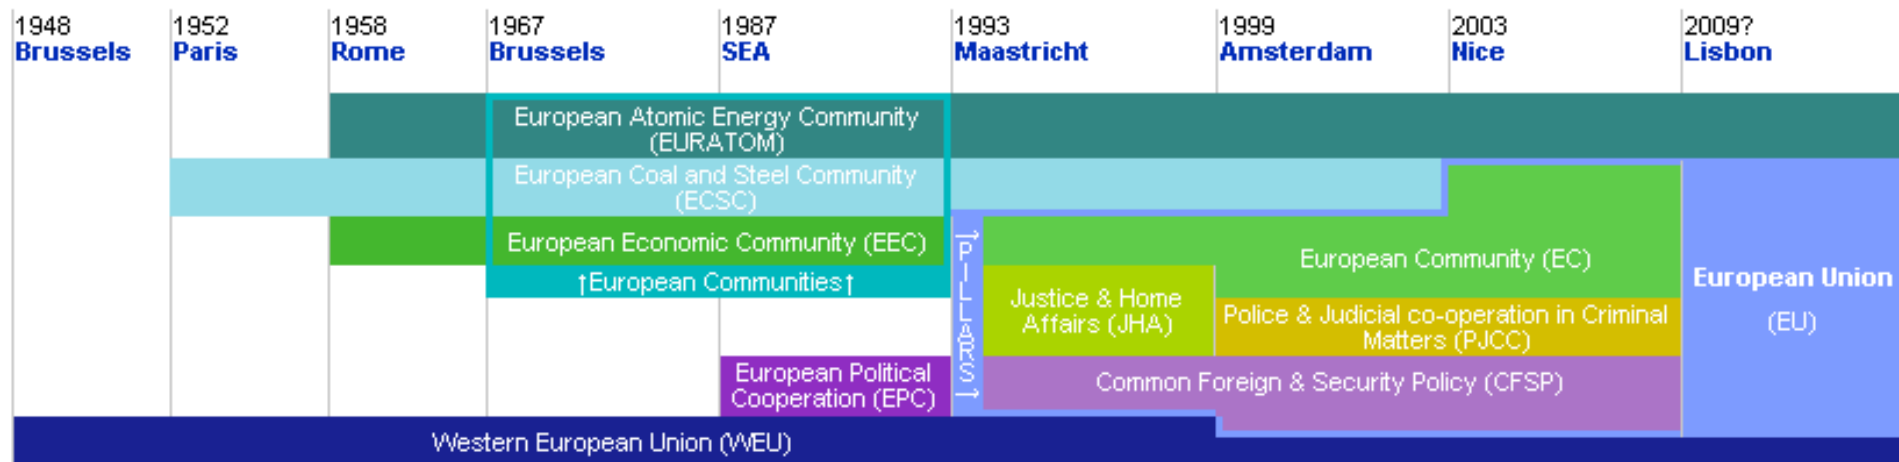 1948
Brussels
1952
Paris
1958
Rome
1967
Brussels
1987
SEA
1993
Maastricht
1999
Amsterdam
2003
Nice
2009?
Lisbon
European Atomic Energy Community
(EURATOM)
European Coal and Steel Community
(ECSC)
European Economic Community (EEC)
↑European Communities↑
European Political
Cooperation (EPC)
Western European Union (WEU)
←PILLARS→
European Community (EC)
Justice & Home
Affairs (JHA)
Police & Judicial co-operation in Criminal
Matters (PJCC)
Common Foreign & Security Policy (CFSP)
European Union
(EU)